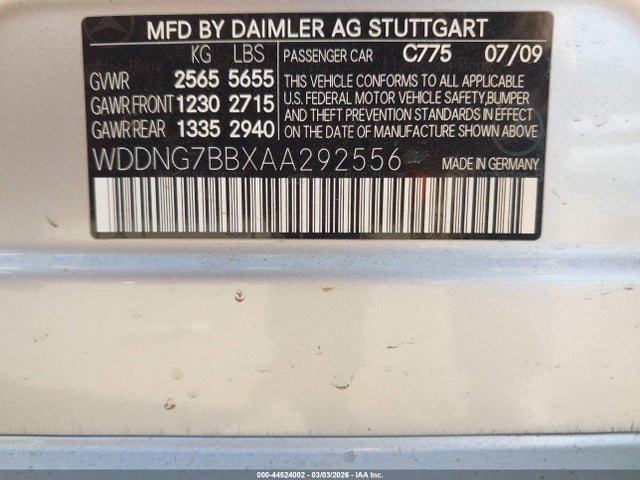 MFD BY DAIMLER AG STUTTGART
KG LBS PASSENGER CAR C775 07/09
GVWR 2565 5655
GAWR FRONT 1230 2715
GAWR REAR 1335 2940
THIS VEHICLE CONFORMS TO ALL APPLICABLE
U.S. FEDERAL MOTOR VEHICLE SAFETY,BUMPER
AND THEFT PREVENTION STANDARDS IN EFFECT
ON THE DATE OF MANUFACTURE SHOWN ABOVE.
WDDNG7BBXAA292556 MADE IN GERMANY
000-44524002 | 03/03/2026 - IAA Inc.